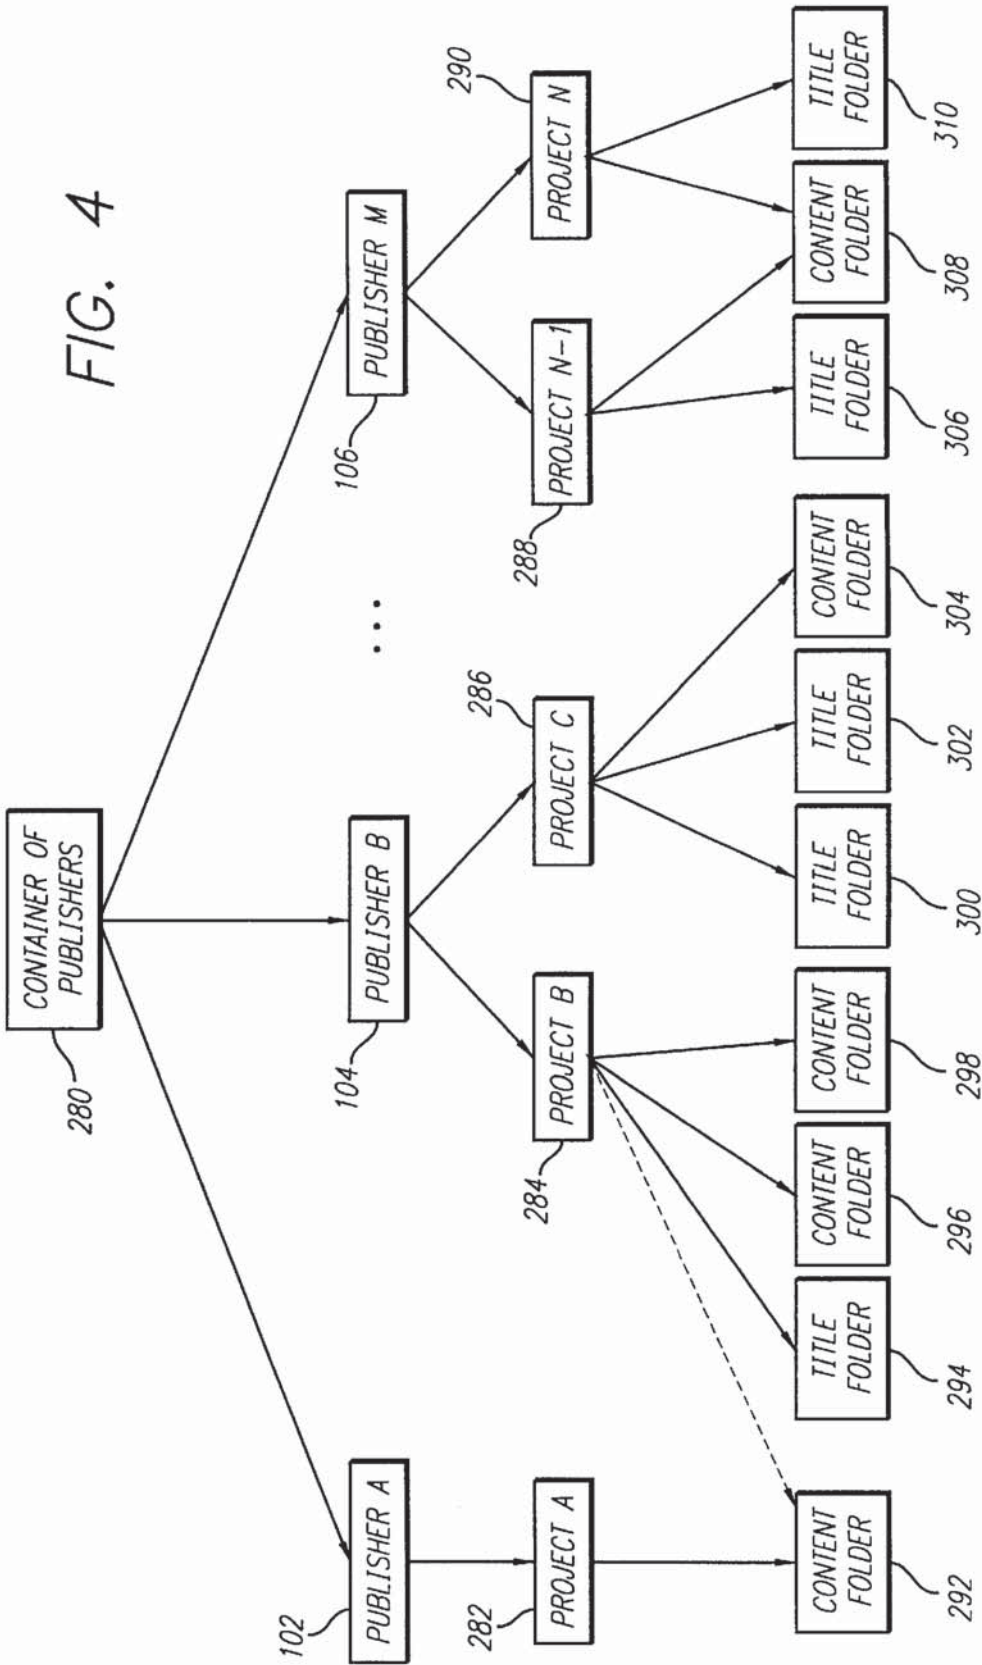 FIG. 4
CONTAINER OF
PUBLISHERS
280
PUBLISHER A
102
PUBLISHER B
104
...
PUBLISHER M
106
PROJECT A
282
PROJECT B
284
PROJECT C
286
PROJECT N-1
288
PROJECT N
290
CONTENT
FOLDER
292
TITLE
FOLDER
294
CONTENT
FOLDER
296
CONTENT
FOLDER
298
TITLE
FOLDER
300
TITLE
FOLDER
302
CONTENT
FOLDER
304
TITLE
FOLDER
306
CONTENT
FOLDER
308
TITLE
FOLDER
310